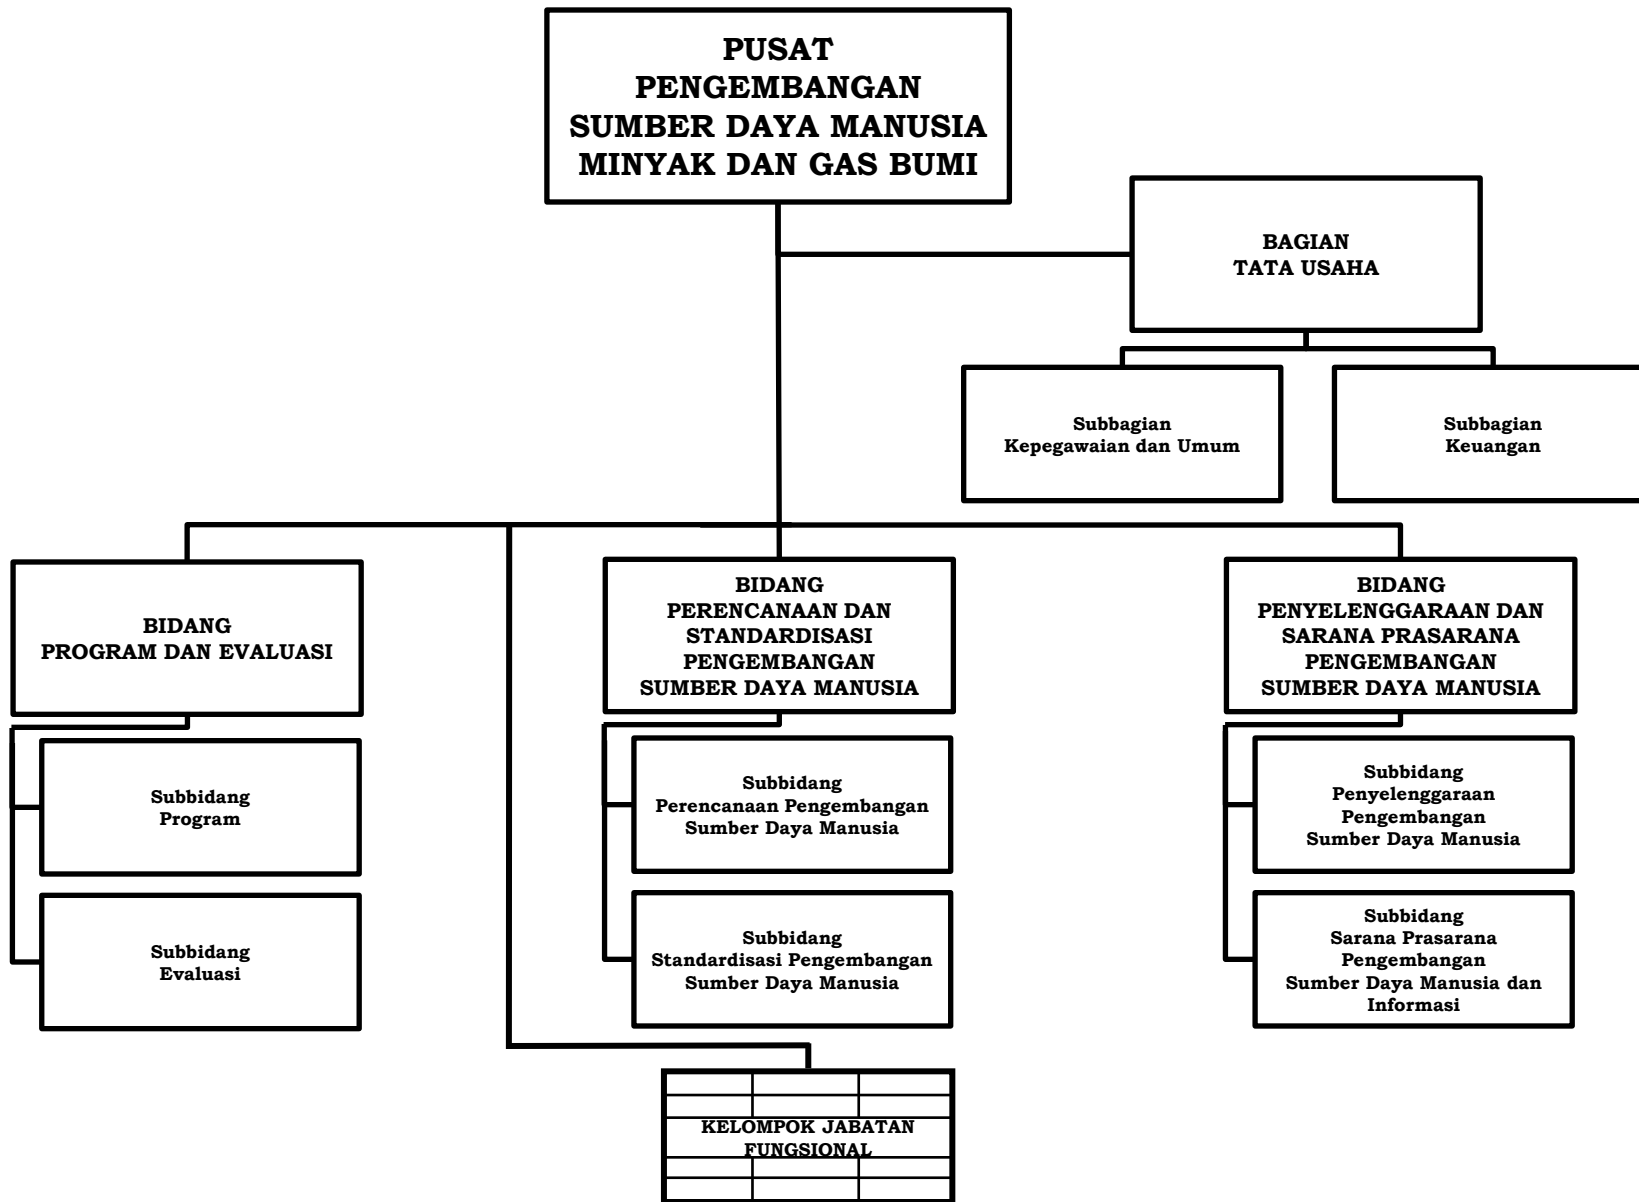 PUSAT
PENGEMBANGAN
SUMBER DAYA MANUSIA
MINYAK DAN GAS BUMI
BAGIAN
TATA USAHA
Subbagian
Kepegawaian dan Umum
Subbagian
Keuangan
BIDANG
PROGRAM DAN EVALUASI
BIDANG
PERENCANAAN DAN
STANDARDISASI
PENGEMBANGAN
SUMBER DAYA MANUSIA
BIDANG
PENYELENGGARAAN DAN
SARANA PRASARANA
PENGEMBANGAN
SUMBER DAYA MANUSIA
Subbidang
Program
Subbidang
Perencanaan Pengembangan
Sumber Daya Manusia
Subbidang
Penyelenggaraan
Pengembangan
Sumber Daya Manusia
Subbidang
Evaluasi
Subbidang
Standardisasi Pengembangan
Sumber Daya Manusia
Subbidang
Sarana Prasarana
Pengembangan
Sumber Daya Manusia dan
Informasi
KELOMPOK JABATAN
FUNGSIONAL